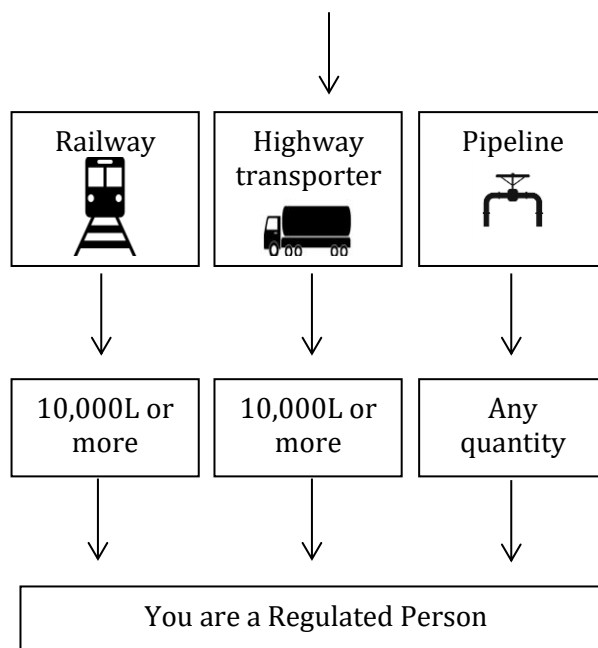 Railway
Highway
transporter
Pipeline
10,000L or
more
10,000L or
more
Any
quantity
You are a Regulated Person